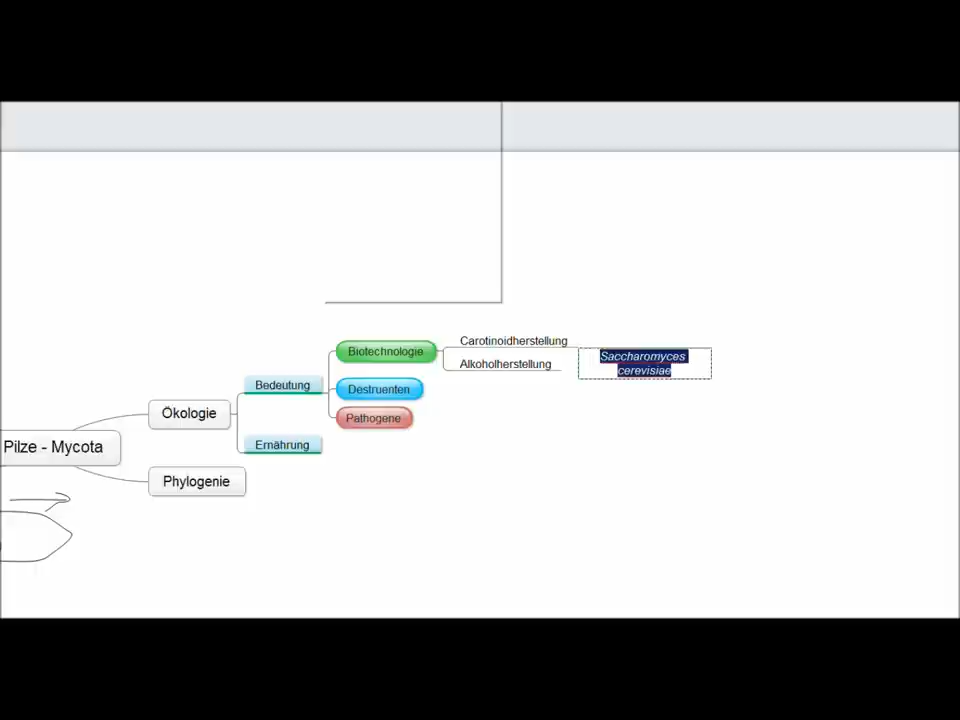 Carotinoidherstellung
Saccharomyces
cerevisiae
Biotechnologie
Alkoholherstellung
Bedeutung
Destruenten
Ökologie
Pathogene
Pilze - Mycota
Ernährung
Phylogenie